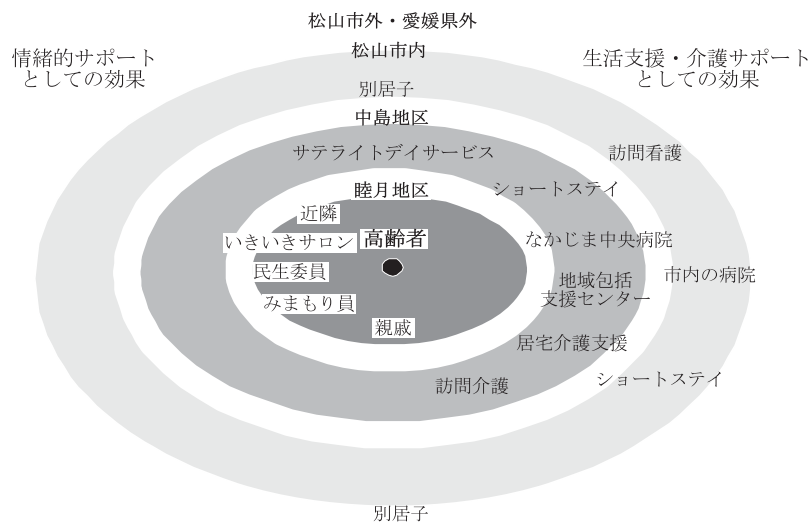 松山市外・愛媛県外
松山市内
情緒的サポート
としての効果
生活支援・介護サポート
としての効果
別居子
中島地区
サテライトデイサービス
訪問看護
睦月地区
ショートステイ
近隣
いきいきサロン
高齢者
なかじま中央病院
民生委員
地域包括
支援センター
市内の病院
みまもり員
親戚
居宅介護支援
訪問介護
ショートステイ
別居子